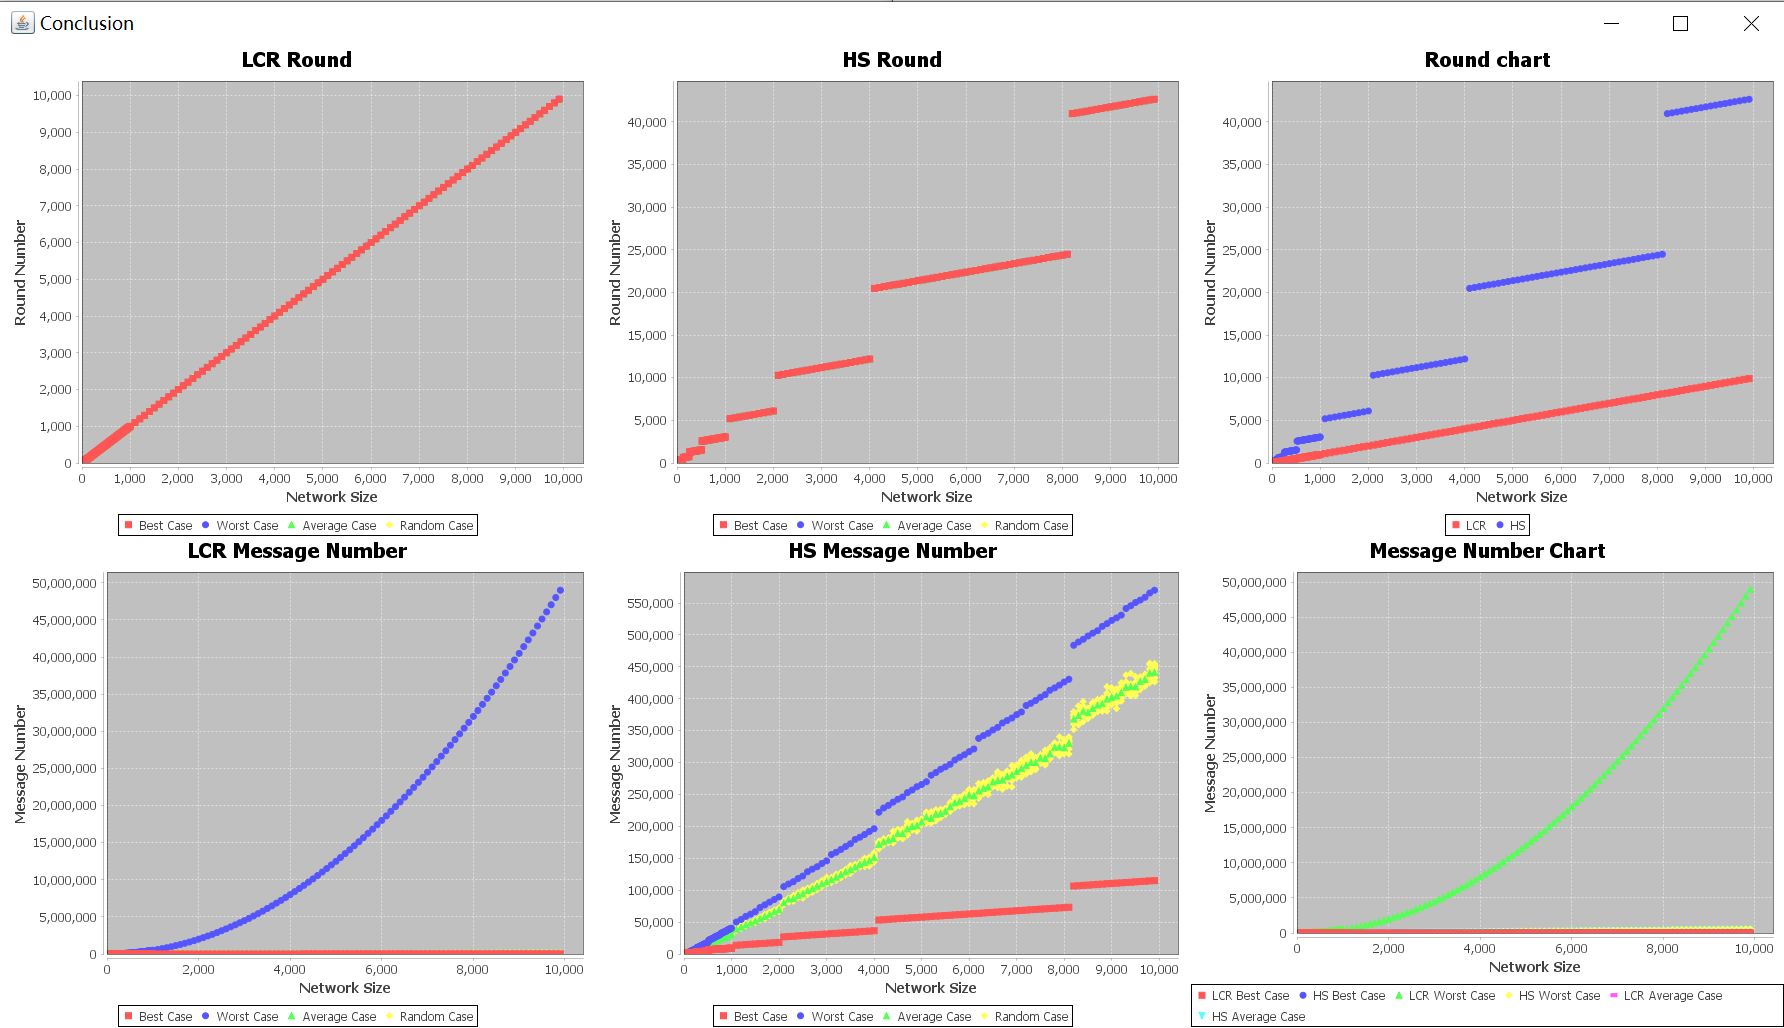 Conclusion
LCR Round
10,000
9,000
8,000
7,000
6,000
5,000
4,000
3,000
2,000
1,000
0
Round Number
0 1,000 2,000 3,000 4,000 5,000 6,000 7,000 8,000 9,000 10,000
Network Size
Best Case Worst Case Average Case Random Case
HS Round
40,000
35,000
30,000
25,000
20,000
15,000
10,000
5,000
0
Round Number
0 1,000 2,000 3,000 4,000 5,000 6,000 7,000 8,000 9,000 10,000
Network Size
Best Case Worst Case Average Case Random Case
Round chart
40,000
35,000
30,000
25,000
20,000
15,000
10,000
5,000
0
Round Number
0 1,000 2,000 3,000 4,000 5,000 6,000 7,000 8,000 9,000 10,000
Network Size
LCR HS
LCR Message Number
50,000,000
45,000,000
40,000,000
35,000,000
30,000,000
25,000,000
20,000,000
15,000,000
10,000,000
5,000,000
0
Message Number
0 2,000 4,000 6,000 8,000 10,000
Network Size
Best Case Worst Case Average Case Random Case
HS Message Number
550,000
500,000
450,000
400,000
350,000
300,000
250,000
200,000
150,000
100,000
50,000
0
Message Number
0 1,000 2,000 3,000 4,000 5,000 6,000 7,000 8,000 9,000 10,000
Network Size
Best Case Worst Case Average Case Random Case
Message Number Chart
50,000,000
45,000,000
40,000,000
35,000,000
30,000,000
25,000,000
20,000,000
15,000,000
10,000,000
5,000,000
0
Message Number
0 2,000 4,000 6,000 8,000 10,000
Network Size
LCR Best Case HS Best Case LCR Worst Case HS Worst Case LCR Average Case
HS Average Case